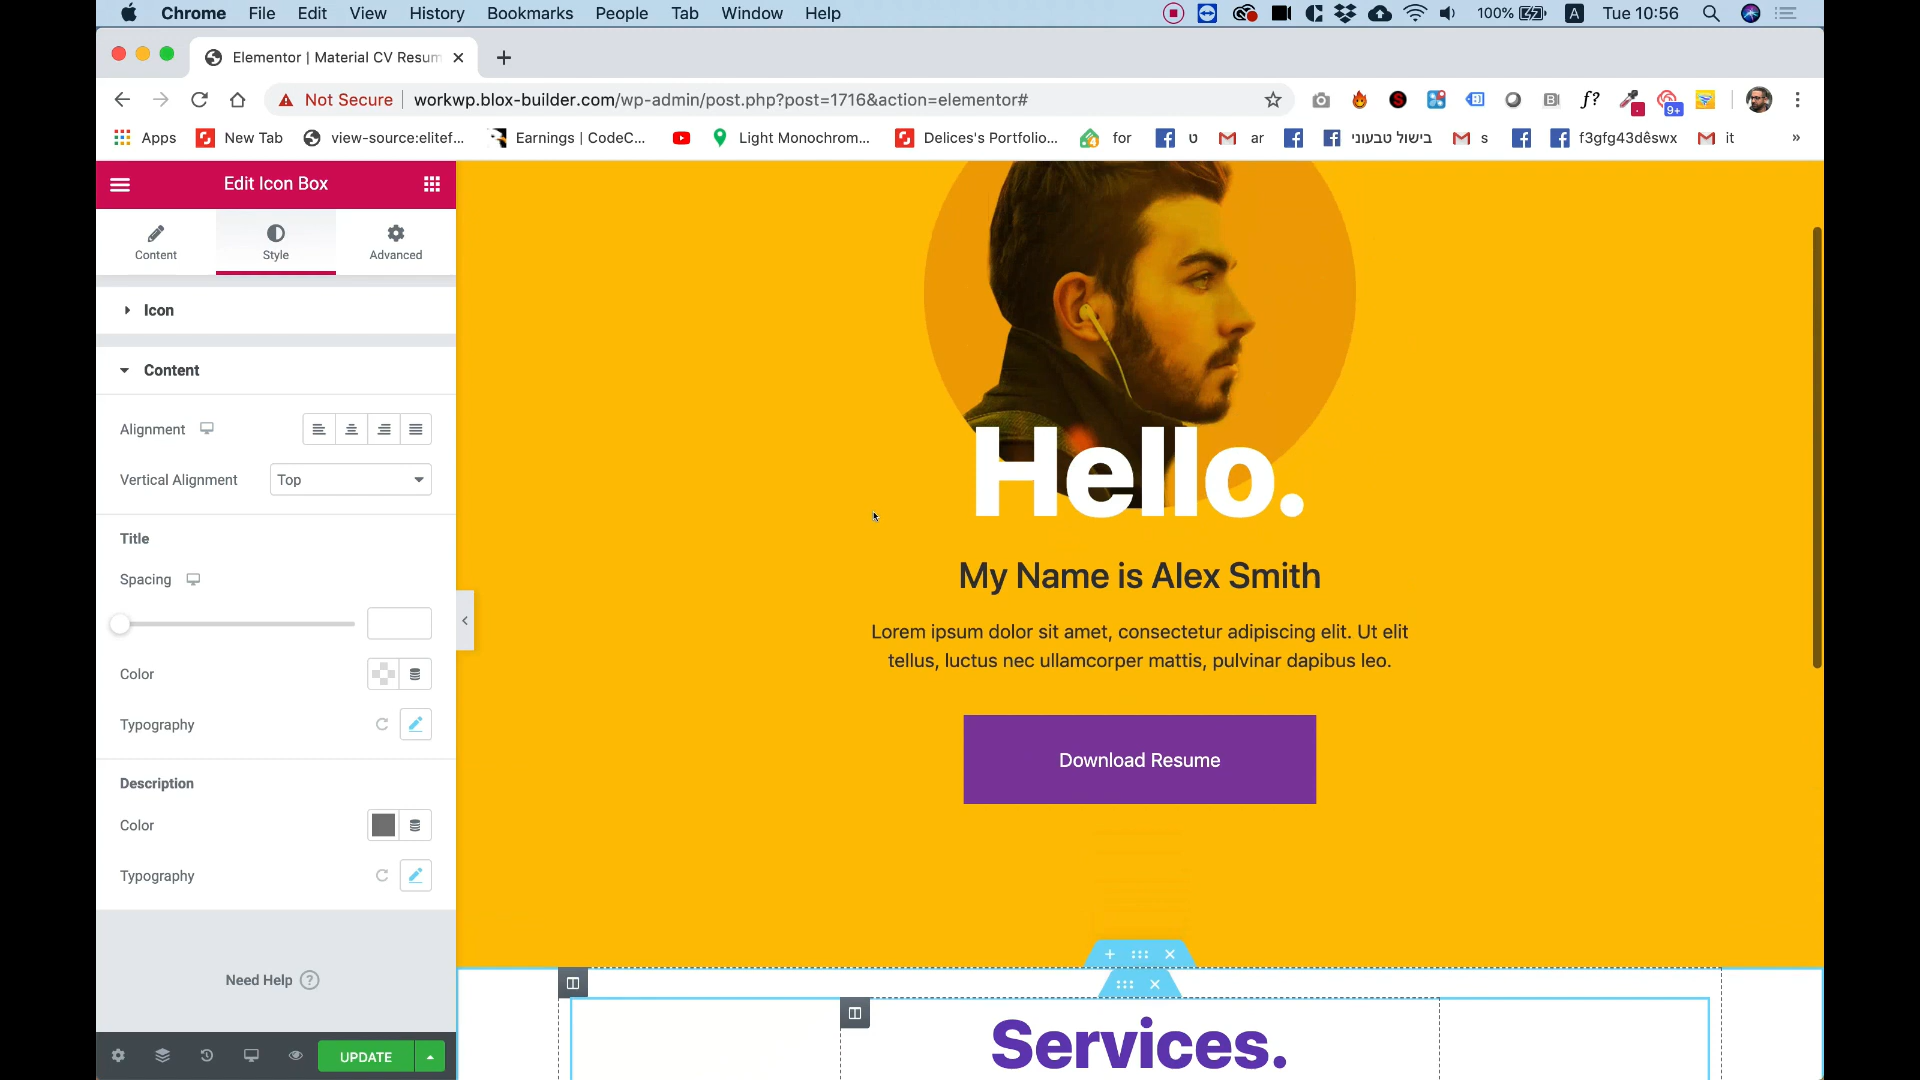 Chrome File Edit View History Bookmarks People Tab Window Help 100% A Tue 10:56
Elementor | Material CV Resum
Not Secure workwp.blox-builder.com/wp-admin/post.php?post=1716&action=elementor# S B f? 9+
Apps New Tab view-source:elitef... Earnings | CodeC... Light Monochrom... Delices's Portfolio... for ט ar בישול טבעוני s f3gfg43dêswx it »
Edit Icon Box
Content Style Advanced
Icon
Content
Alignment
Vertical Alignment Top
Title
Spacing
Color
Typography
Description
Color
Typography
Need Help ?
UPDATE
Hello.
My Name is Alex Smith
Lorem ipsum dolor sit amet, consectetur adipiscing elit. Ut elit
tellus, luctus nec ullamcorper mattis, pulvinar dapibus leo.
Download Resume
Services.